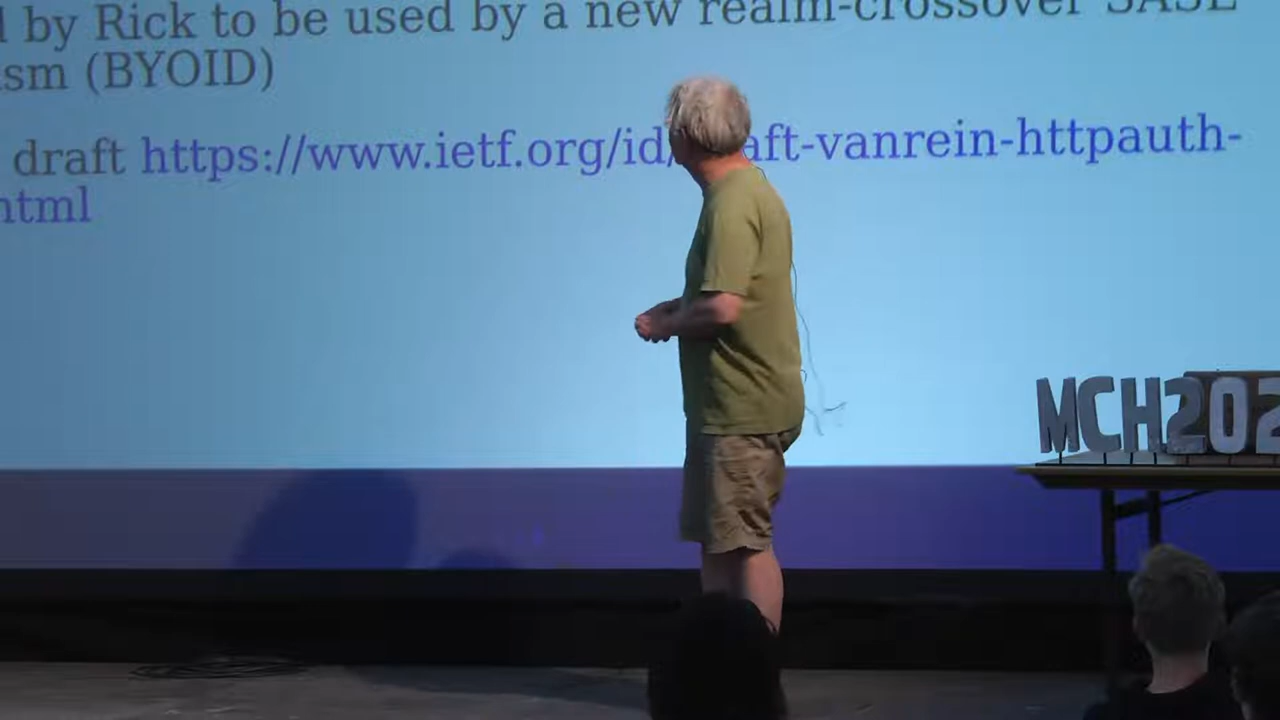 by Rick to be used by a new realm-crossover SASL
sm (BYOID)
draft https://www.ietf.org/id/ aft-vanrein-httpauth-
html
MCH202